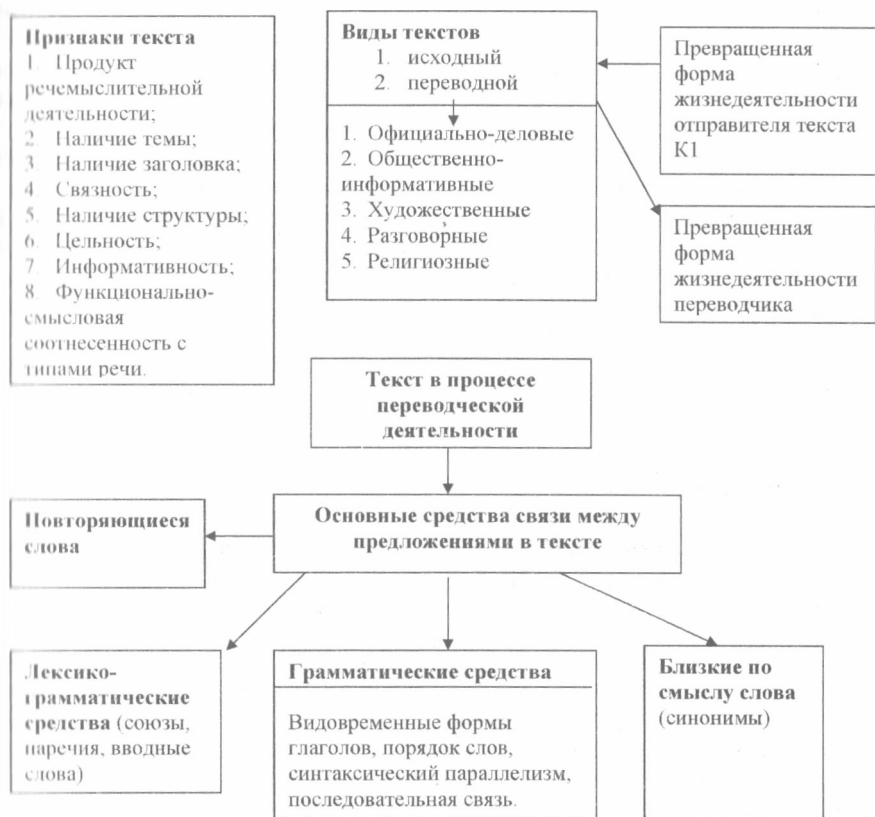 Признаки текста
1. Продукт
речемыслительной
деятельности;
2 Наличие темы;
3 Наличие заголовка;
4 Связность;
5 Наличие структуры;
6 Цельность;
7 Информативность;
8 Функционально-
смысловая
соотнесенность с
типами речи.
Виды текстов
1. исходный
2. переводной
1. Официально-деловые
2. Общественно-
информативные
3. Художественные
4. Разговорные
5. Религиозные
Превращенная
форма
жизнедеятельности
отправителя текста
К1
Превращенная
форма
жизнедеятельности
переводчика
Текст в процессе
переводческой
деятельности
Основные средства связи между
предложениями в тексте
Повторяющиеся
слова
Лексико-
грамматические
средства (союзы,
наречия, вводные
слова)
Грамматические средства
Видовременные формы
глаголов, порядок слов,
синтаксический параллелизм,
последовательная связь.
Близкие по
смыслу слова
(синонимы)